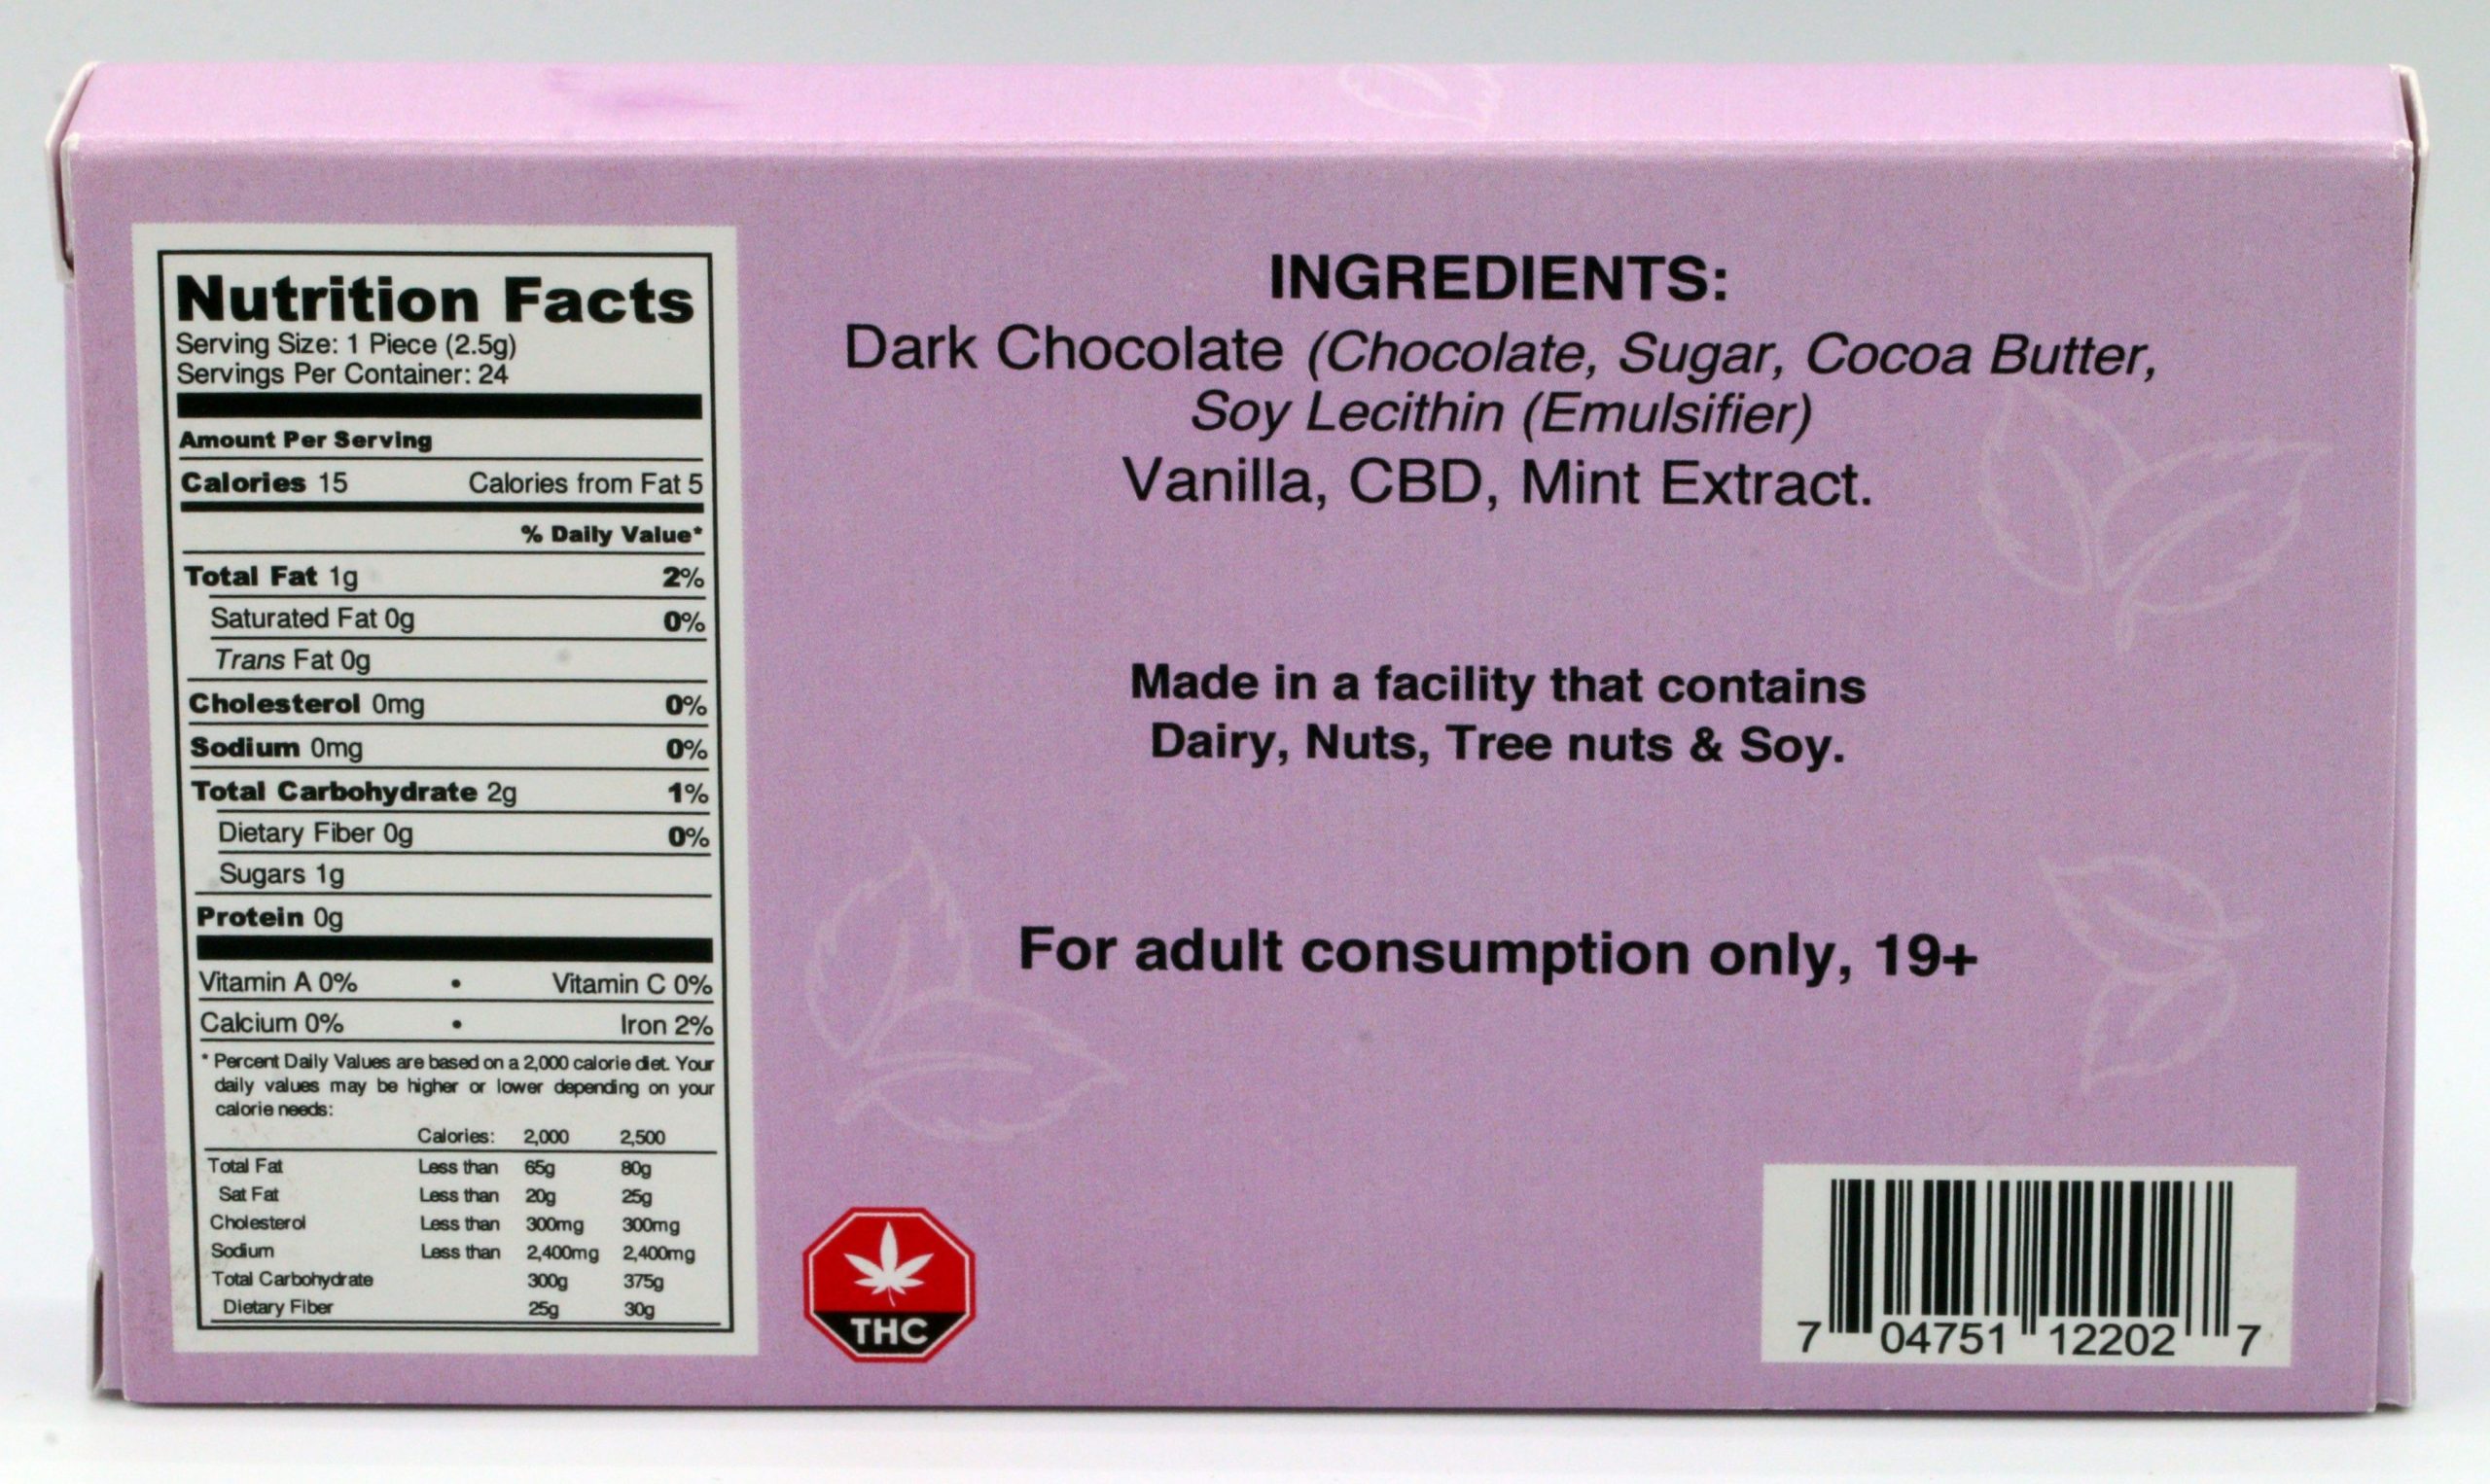 Nutrition Facts
Serving Size: 1 Piece (2.5g)
Servings Per Container: 24
Amount Per Serving
Calories 15 Calories from Fat 5
% Daily Value*
Total Fat 1g 2%
Saturated Fat 0g 0%
Trans Fat 0g
Cholesterol 0mg 0%
Sodium 0mg 0%
Total Carbohydrate 2g 1%
Dietary Fiber 0g 0%
Sugars 1g
Protein 0g
Vitamin A 0% • Vitamin C 0%
Calcium 0% • Iron 2%
* Percent Daily Values are based on a 2,000 calorie diet. Your
daily values may be higher or lower depending on your
calorie needs:
Calories: 2,000 2,500
Total Fat Less than 65g 80g
Sat Fat Less than 20g 25g
Cholesterol Less than 300mg 300mg
Sodium Less than 2,400mg 2,400mg
Total Carbohydrate 300g 375g
Dietary Fiber 25g 30g
INGREDIENTS:
Dark Chocolate (Chocolate, Sugar, Cocoa Butter,
Soy Lecithin (Emulsifier)
Vanilla, CBD, Mint Extract.
Made in a facility that contains
Dairy, Nuts, Tree nuts & Soy.
For adult consumption only, 19+
THC
7 04751 12202 7